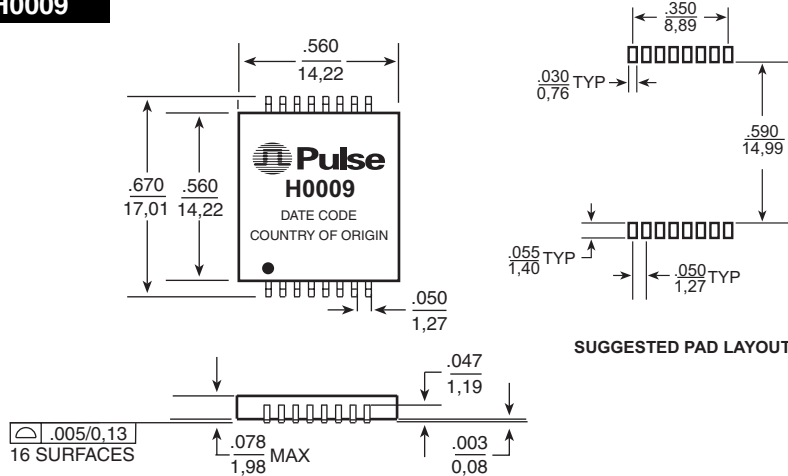 H0009
.560
14,22
.350
8,89
.030
0,76 TYP
.590
14,99
.670
17,01
.560
14,22
Pulse
H0009
DATE CODE
COUNTRY OF ORIGIN
.055
1,40 TYP
.050
1,27 TYP
.050
1,27
SUGGESTED PAD LAYOUT
.047
1,19
.005/0,13
16 SURFACES
.078
1,98 MAX
.003
0,08